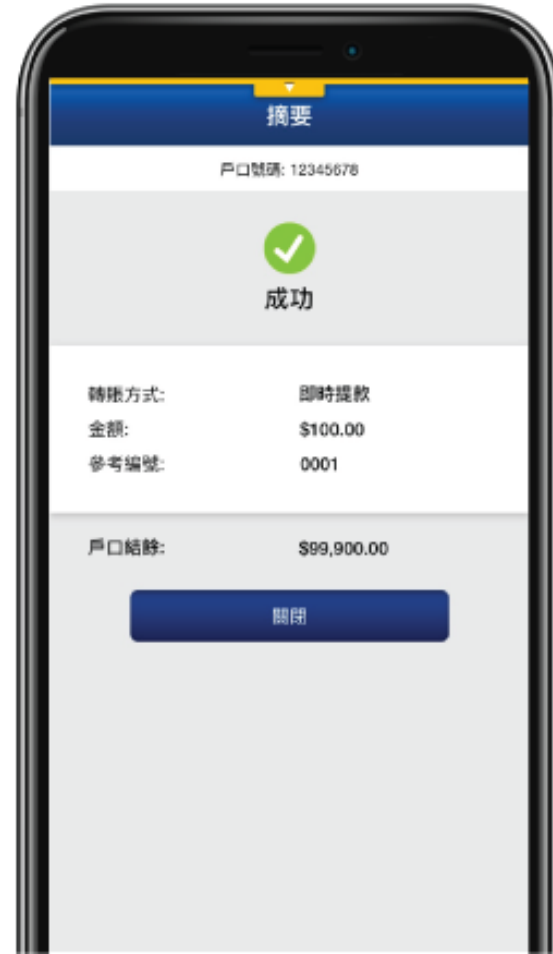 摘要
戶口號碼: 12345678
成功
轉賬方式: 即時提款
金額: $100.00
參考編號: 0001
戶口結餘: $99,900.00
關閉